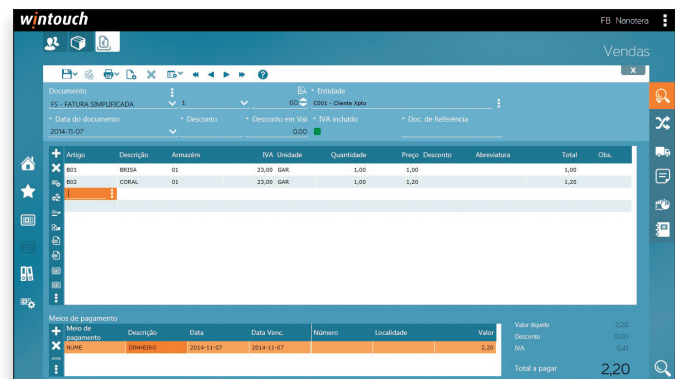 wintouch
FB Nanotera
Vendas
x
Documento
Entidade
FS - FATURA SIMPLIFICADA 1 60 C001 - Cliente Xpto
Data do documento Desconto Desconto em Val IVA incluído Doc. de Referência
2014-11-07 0,00
Artigo Descrição Armazém IVA Unidade Quantidade Preço Desconto Abreviatura Total Obs.
B01 BRISA 01 23,00 GAR 1,00 1,00 1,00
B02 CORAL 01 23,00 GAR 1,00 1,20 1,20
Meios de pagamento
Meio de pagamento Descrição Data Data Venc. Número Localidade Valor
NUME DINHEIRO 2014-11-07 2014-11-07 2,20
Valor ilíquido 2,20
Desconto 0,00
IVA 0,41
Total a pagar 2,20